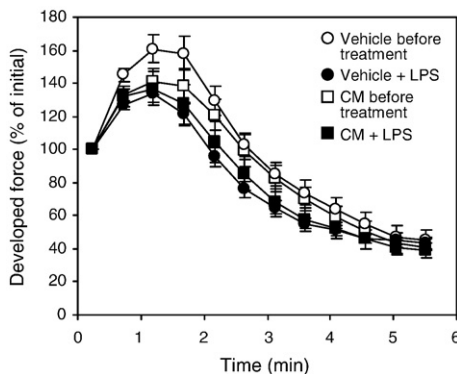 Developed force (% of initial)
180
160
140
120
100
80
60
40
20
0
Vehicle before
treatment
Vehicle + LPS
CM before
treatment
CM + LPS
0
1
2
3
4
5
6
Time (min)